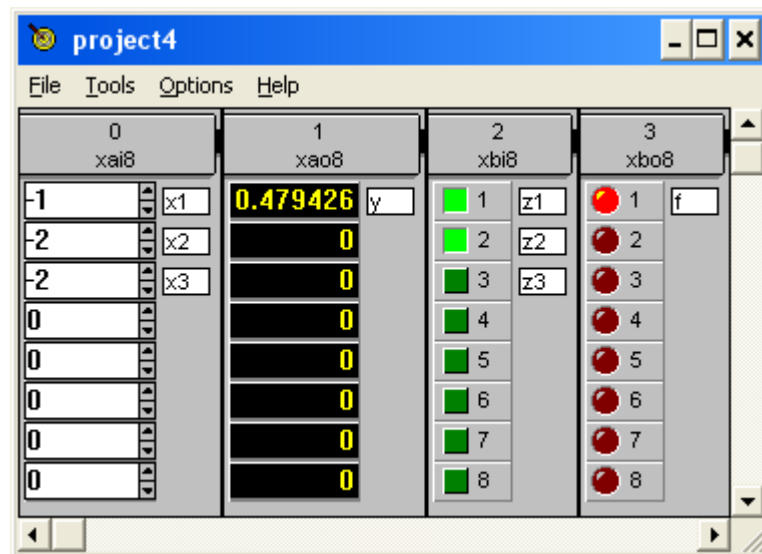 project4
File Tools Options Help
0 1 2 3
xai8 xao8 xbi8 xbo8
-1 x1 0.479426 y 1 z1 1 f
-2 x2 0 2 z2 2
-2 x3 0 3 z3 3
0 0 4 4
0 0 5 5
0 0 6 6
0 0 7 7
0 0 8 8